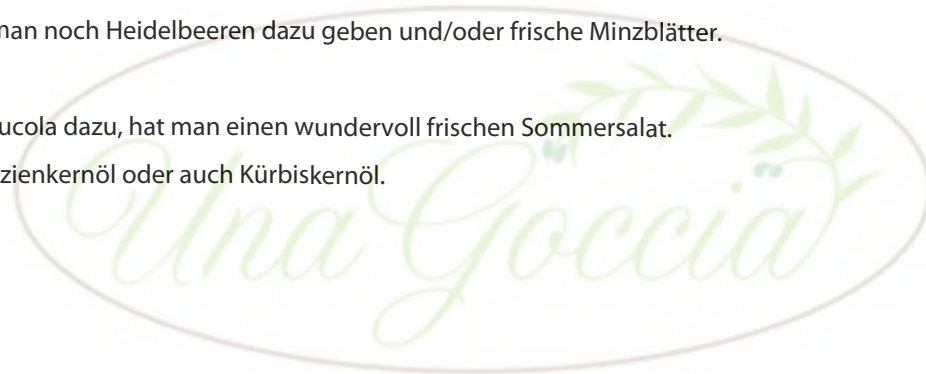 man noch Heidelbeeren dazu geben und/oder frische Minzblätter.
ucola dazu, hat man einen wundervoll frischen Sommersalat.
zienkernöl oder auch Kürbiskernöl.
Una Goccia